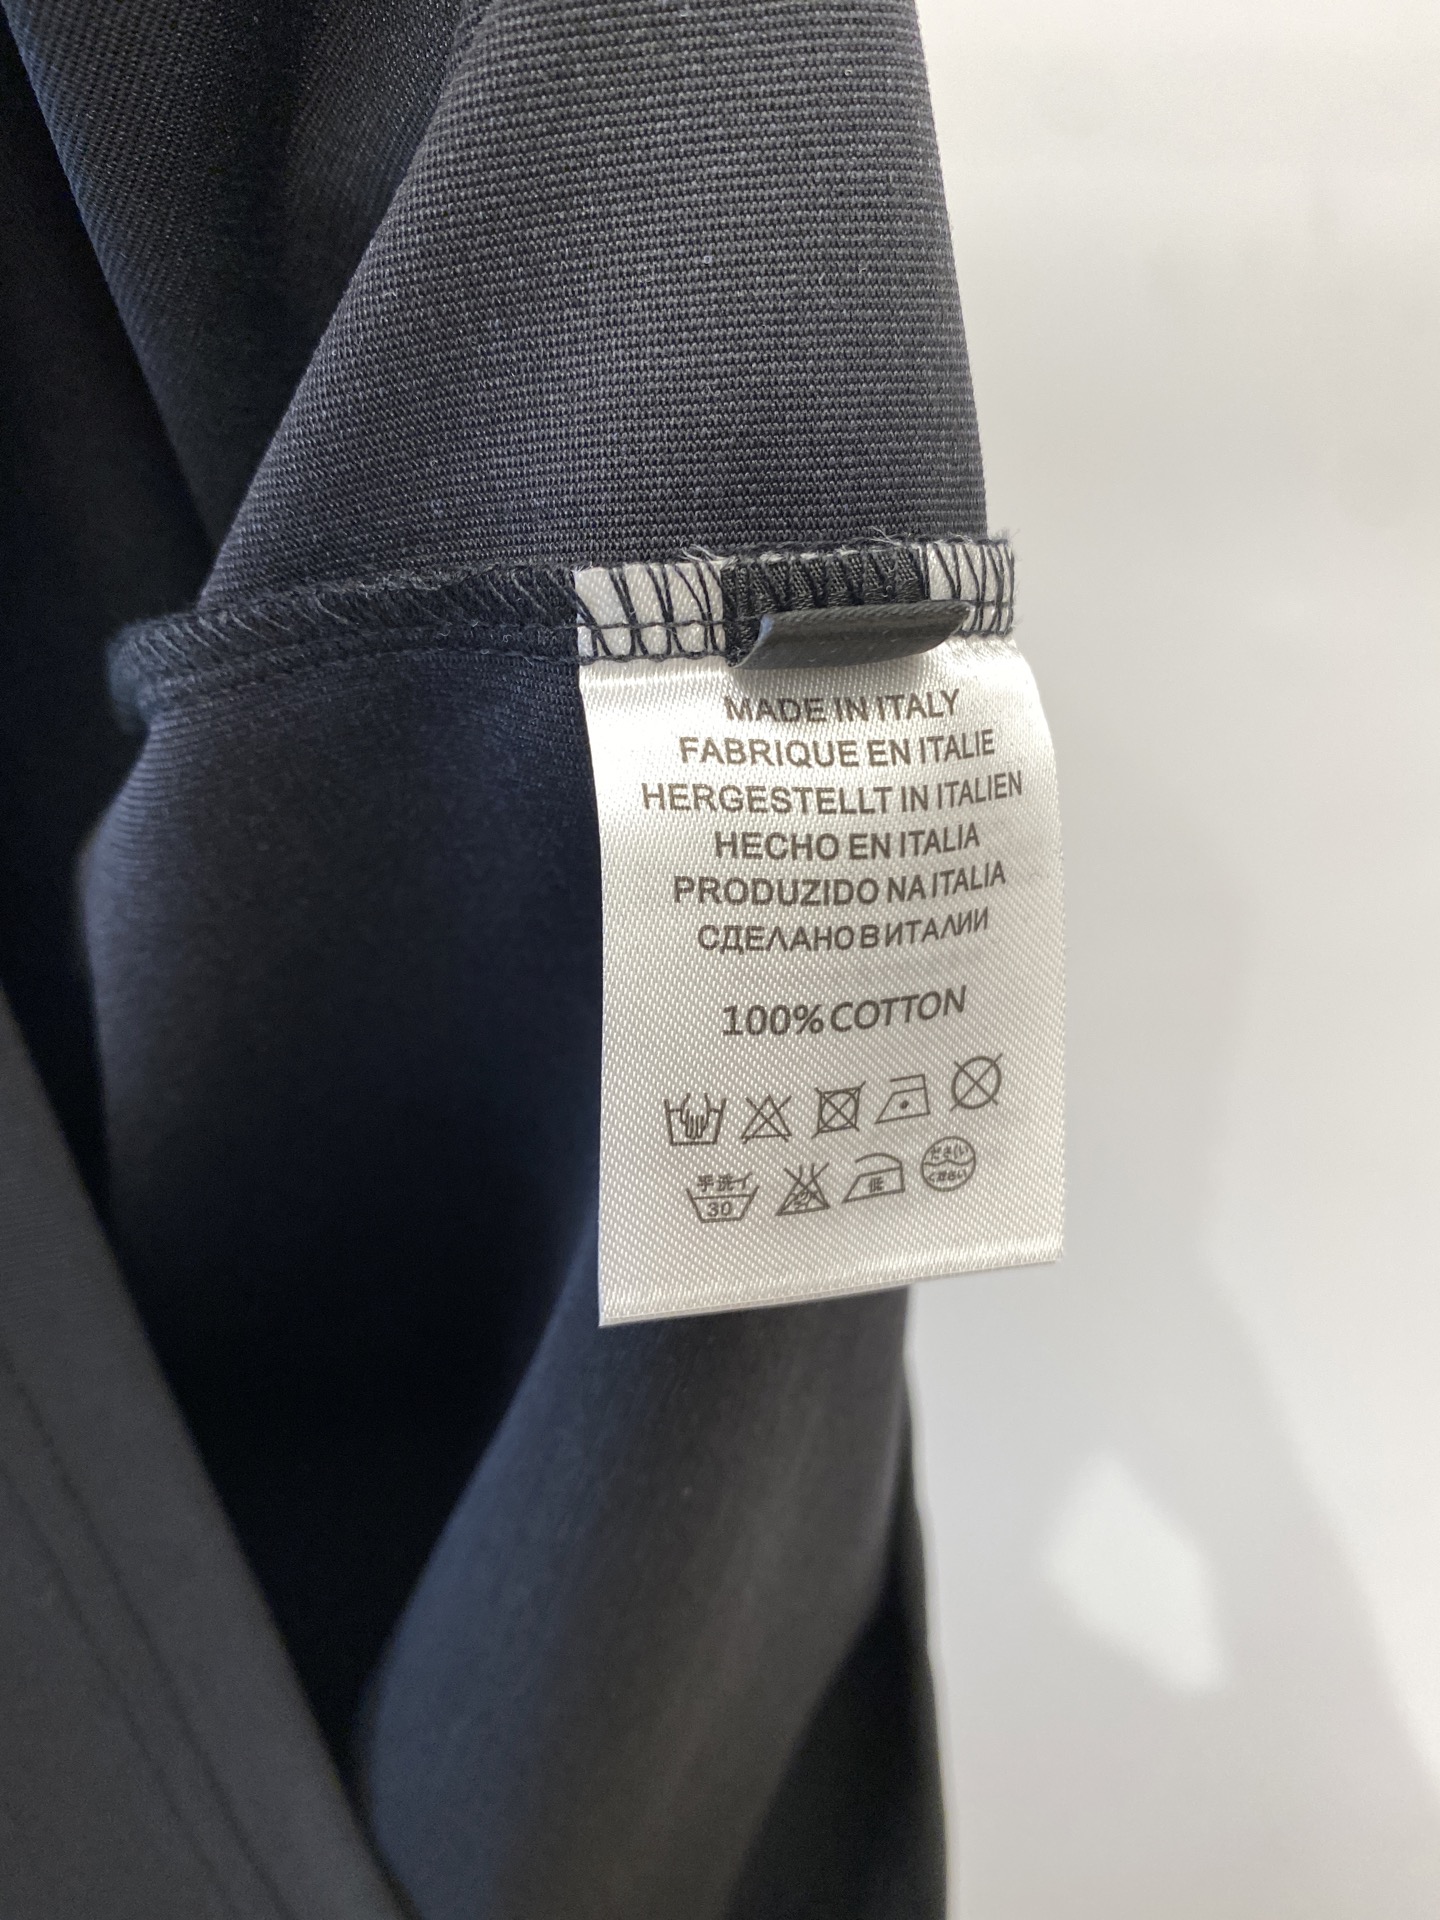 MADE IN ITALY
FABRIQUE EN ITALIE
HERGESTELLT IN ITALIEN
HECHO EN ITALIA
PRODUZIDO NA ITALIA
СДЕЛАНО В ИТАЛИИ
100% COTTON
手洗イ
30
低